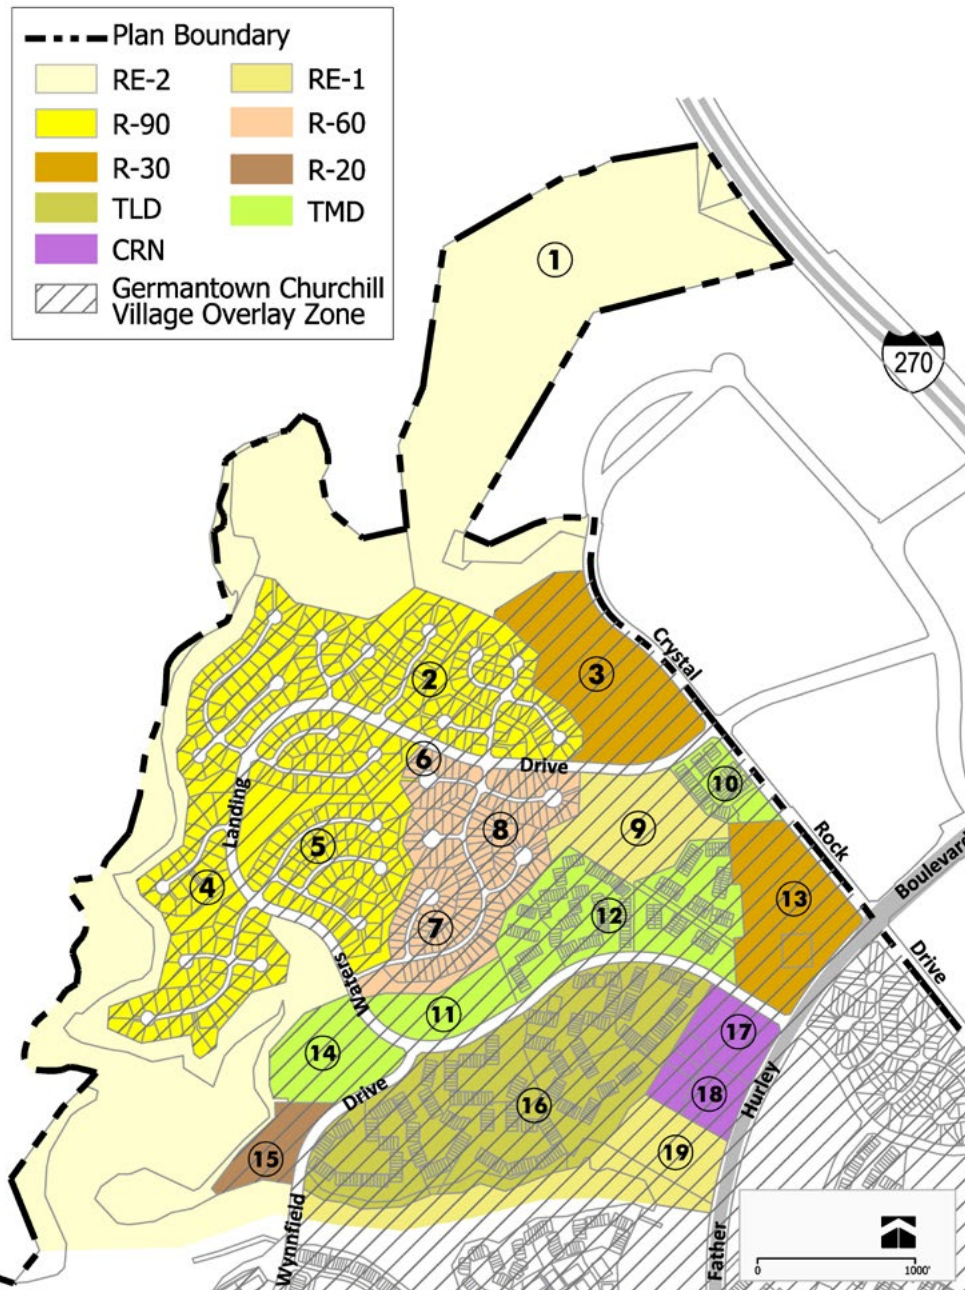 Plan Boundary
RE-2
RE-1
R-90
R-60
R-30
R-20
TLD
TMD
CRN
Germantown Churchill
Village Overlay Zone
1
270
Crystal
3
2
6
Drive
10
Landing
Rock
5
8
9
Boulevard
4
13
12
7
Drive
Waters
11
17
14
Drive
16
18
Hurley
15
19
Wynnfield
Father
0
1000'